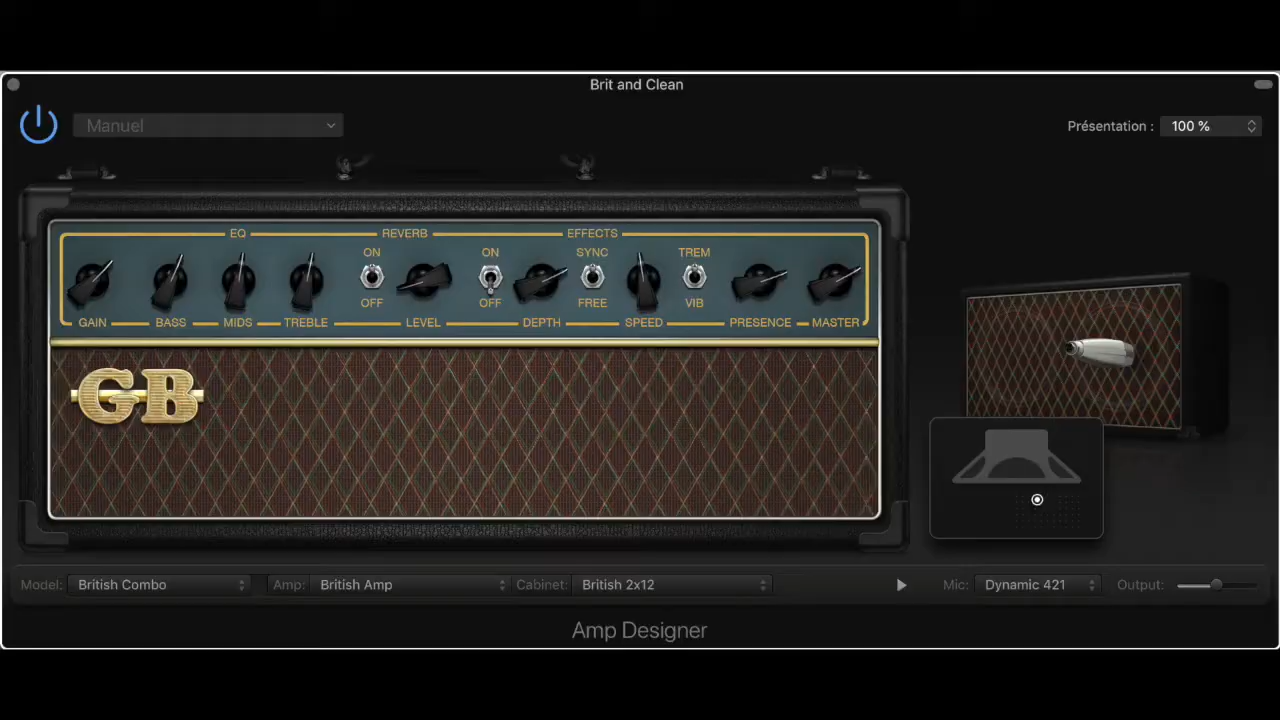 Brit and Clean
Manuel
Présentation : 100 %
EQ REVERB EFFECTS
ON ON SYNC TREM
OFF OFF FREE VIB
GAIN BASS MIDS TREBLE LEVEL DEPTH SPEED PRESENCE MASTER
GB
Model: British Combo Amp: British Amp Cabinet: British 2x12 Mic: Dynamic 421 Output:
Amp Designer